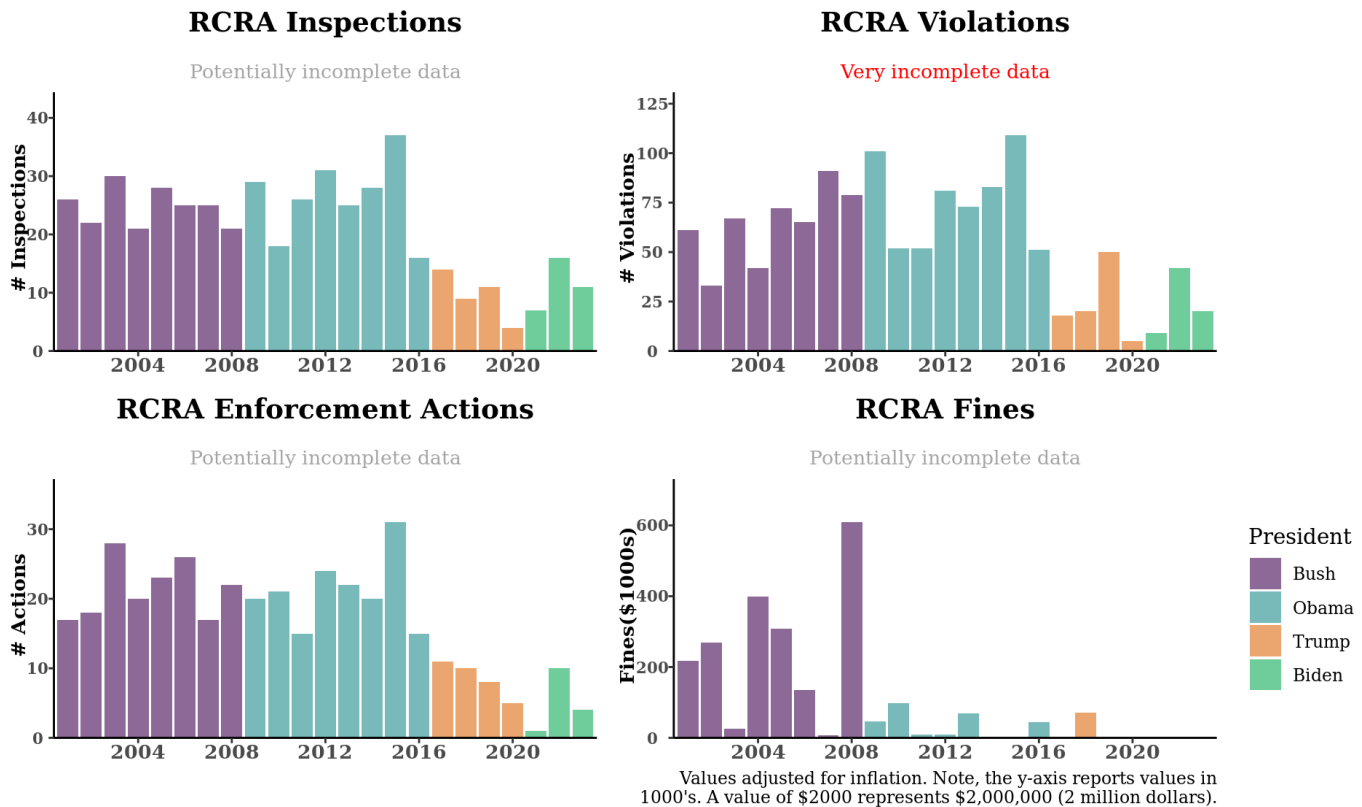 RCRA Inspections
Potentially incomplete data
# Inspections
40
30
20
10
0
2004 2008 2012 2016 2020
RCRA Violations
Very incomplete data
# Violations
125
100
75
50
25
0
2004 2008 2012 2016 2020
RCRA Enforcement Actions
Potentially incomplete data
# Actions
30
20
10
0
2004 2008 2012 2016 2020
RCRA Fines
Potentially incomplete data
Fines($1000s)
600
400
200
0
2004 2008 2012 2016 2020
President
Bush
Obama
Trump
Biden
Values adjusted for inflation. Note, the y-axis reports values in
1000's. A value of $2000 represents $2,000,000 (2 million dollars).